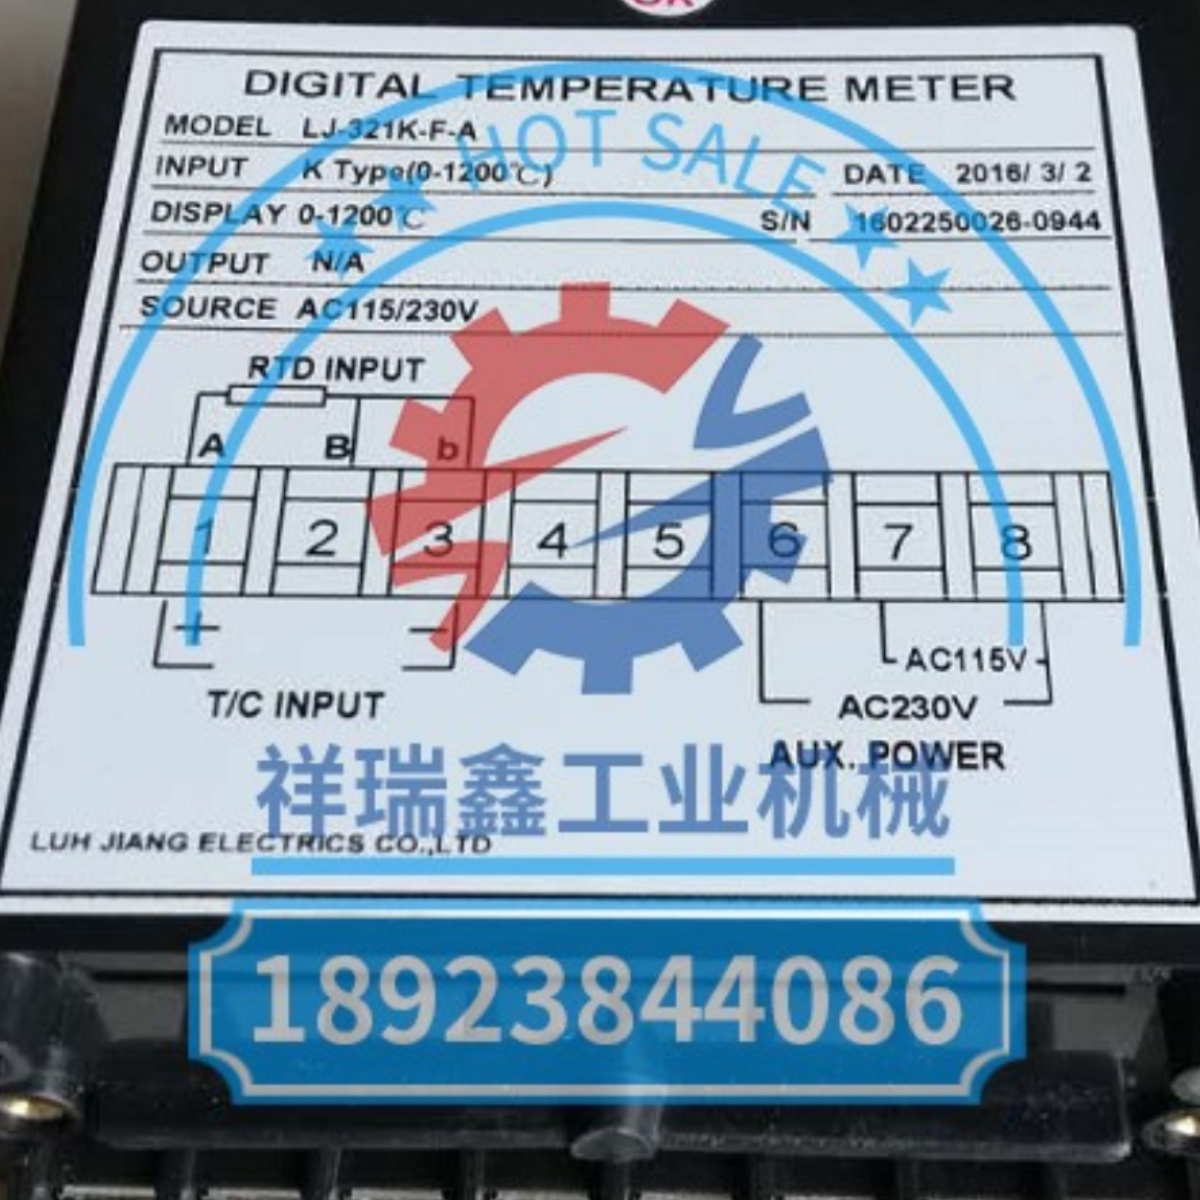 DIGITAL TEMPERATURE METER
MODEL LJ-321K-F-A
HOT SALE
INPUT K Type(0-1200℃) DATE 2016/ 3/ 2
DISPLAY 0-1200℃ S/N 1602250026-0944
OUTPUT N/A
SOURCE AC115/230V
RTD INPUT
A B b
1 2 3 4 5 6 7 8
+ −
AC115V
T/C INPUT AC230V
AUX. POWER
祥瑞鑫工业机械
LUH JIANG ELECTRICS CO.,LTD
18923844086